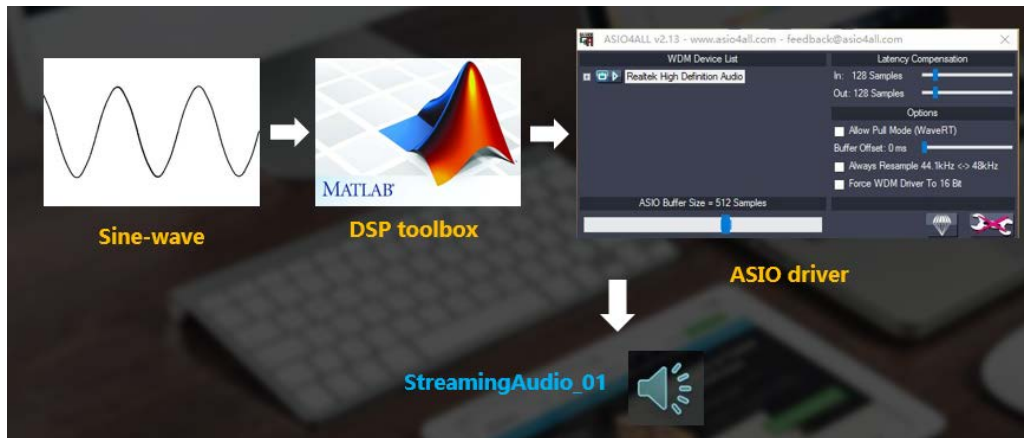 ASIO4ALL v2.13 - www.asio4all.com - feedback@asio4all.com
WDM Device List
Realtek High Definition Audio
Latency Compensation
In: 128 Samples
Out: 128 Samples
Options
Allow Pull Mode (WaveRT)
Buffer Offset: 0 ms
Always Resample 44.1kHz <-> 48kHz
Force WDM Driver To 16 Bit
ASIO Buffer Size = 512 Samples
MATLAB
Sine-wave
DSP toolbox
ASIO driver
StreamingAudio_01